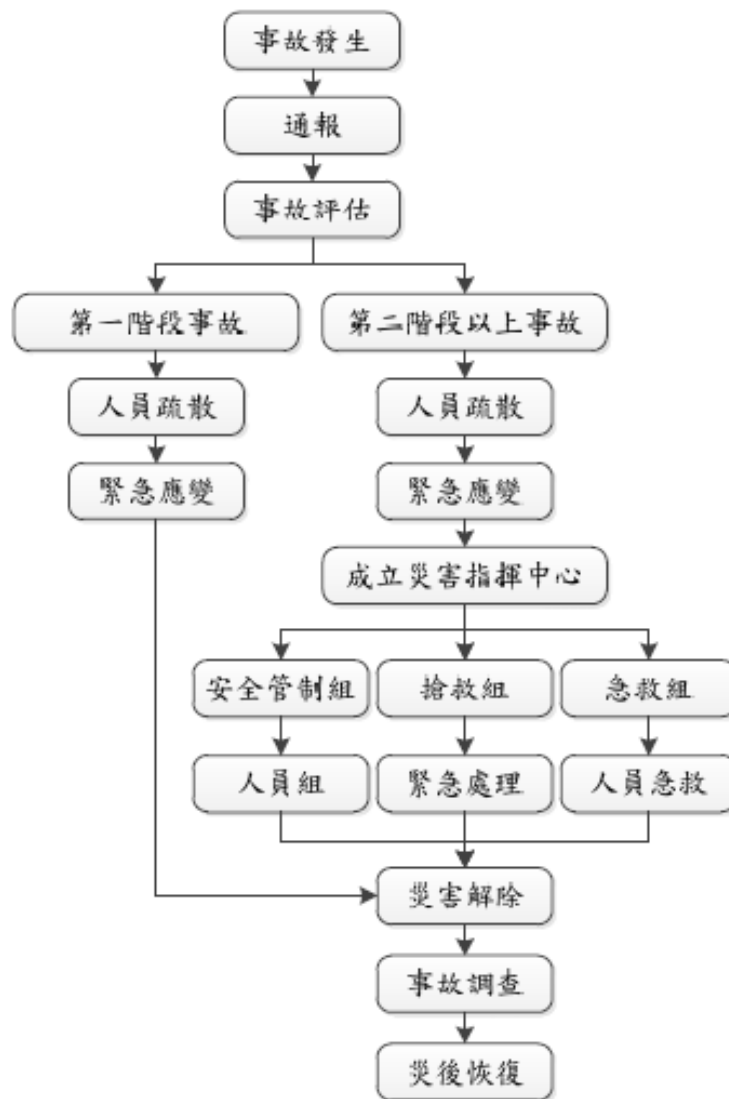 事故發生
通報
事故評估
第一階段事故
第二階段以上事故
人員疏散
人員疏散
緊急應變
緊急應變
成立災害指揮中心
安全管制組
搶救組
急救組
人員組
緊急處理
人員急救
災害解除
事故調查
災後恢復